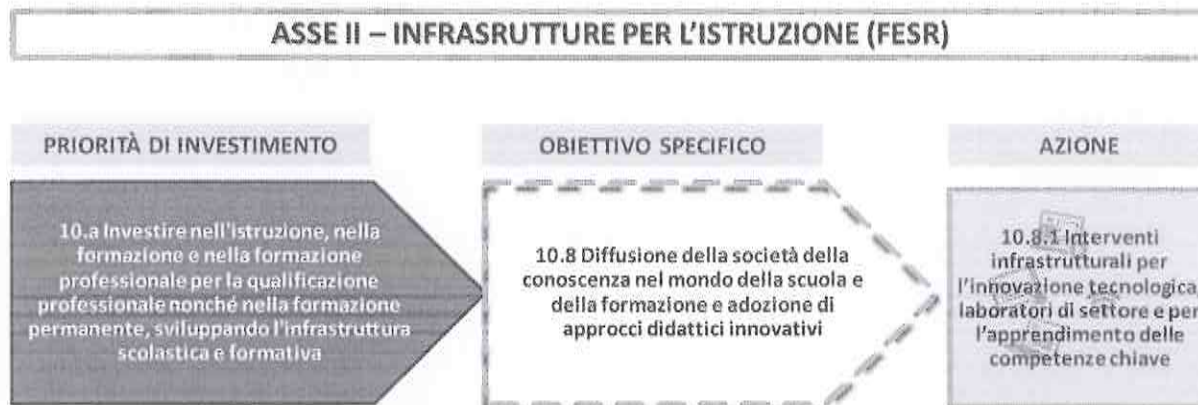 ASSE II – INFRASRUTTURE PER L'ISTRUZIONE (FESR)
PRIORITÀ DI INVESTIMENTO
10.a Investire nell'istruzione, nella
formazione e nella formazione
professionale per la qualificazione
professionale nonché nella formazione
permanente, sviluppando l'infrastruttura
scolastica e formativa
OBIETTIVO SPECIFICO
10.8 Diffusione della società della
conoscenza nel mondo della scuola e
della formazione e adozione di
approcci didattici innovativi
AZIONE
10.8.1 Interventi
infrastrutturali per
l'innovazione tecnologica,
laboratori di settore e per
l'apprendimento delle
competenze chiave